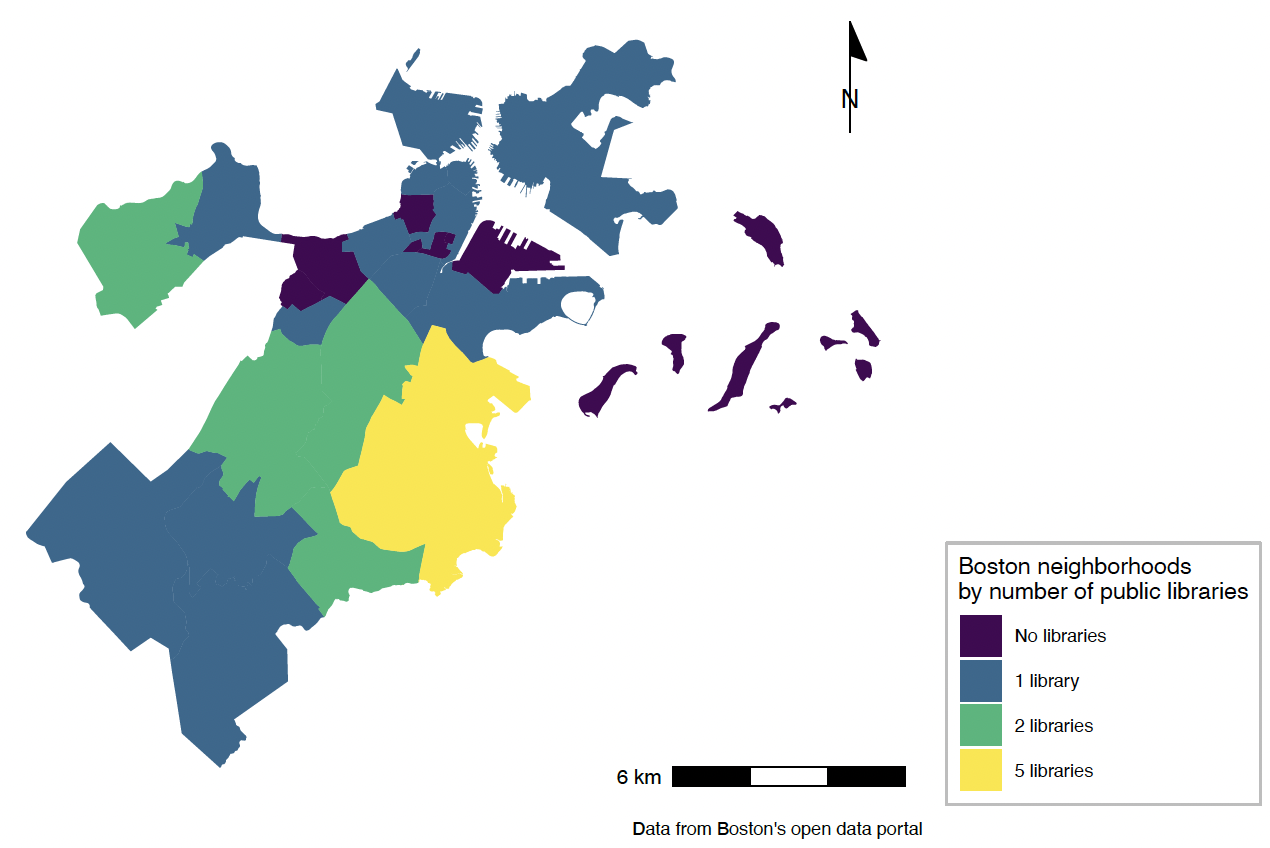 N
Boston neighborhoods
by number of public libraries
No libraries
1 library
2 libraries
5 libraries
6 km
Data from Boston's open data portal